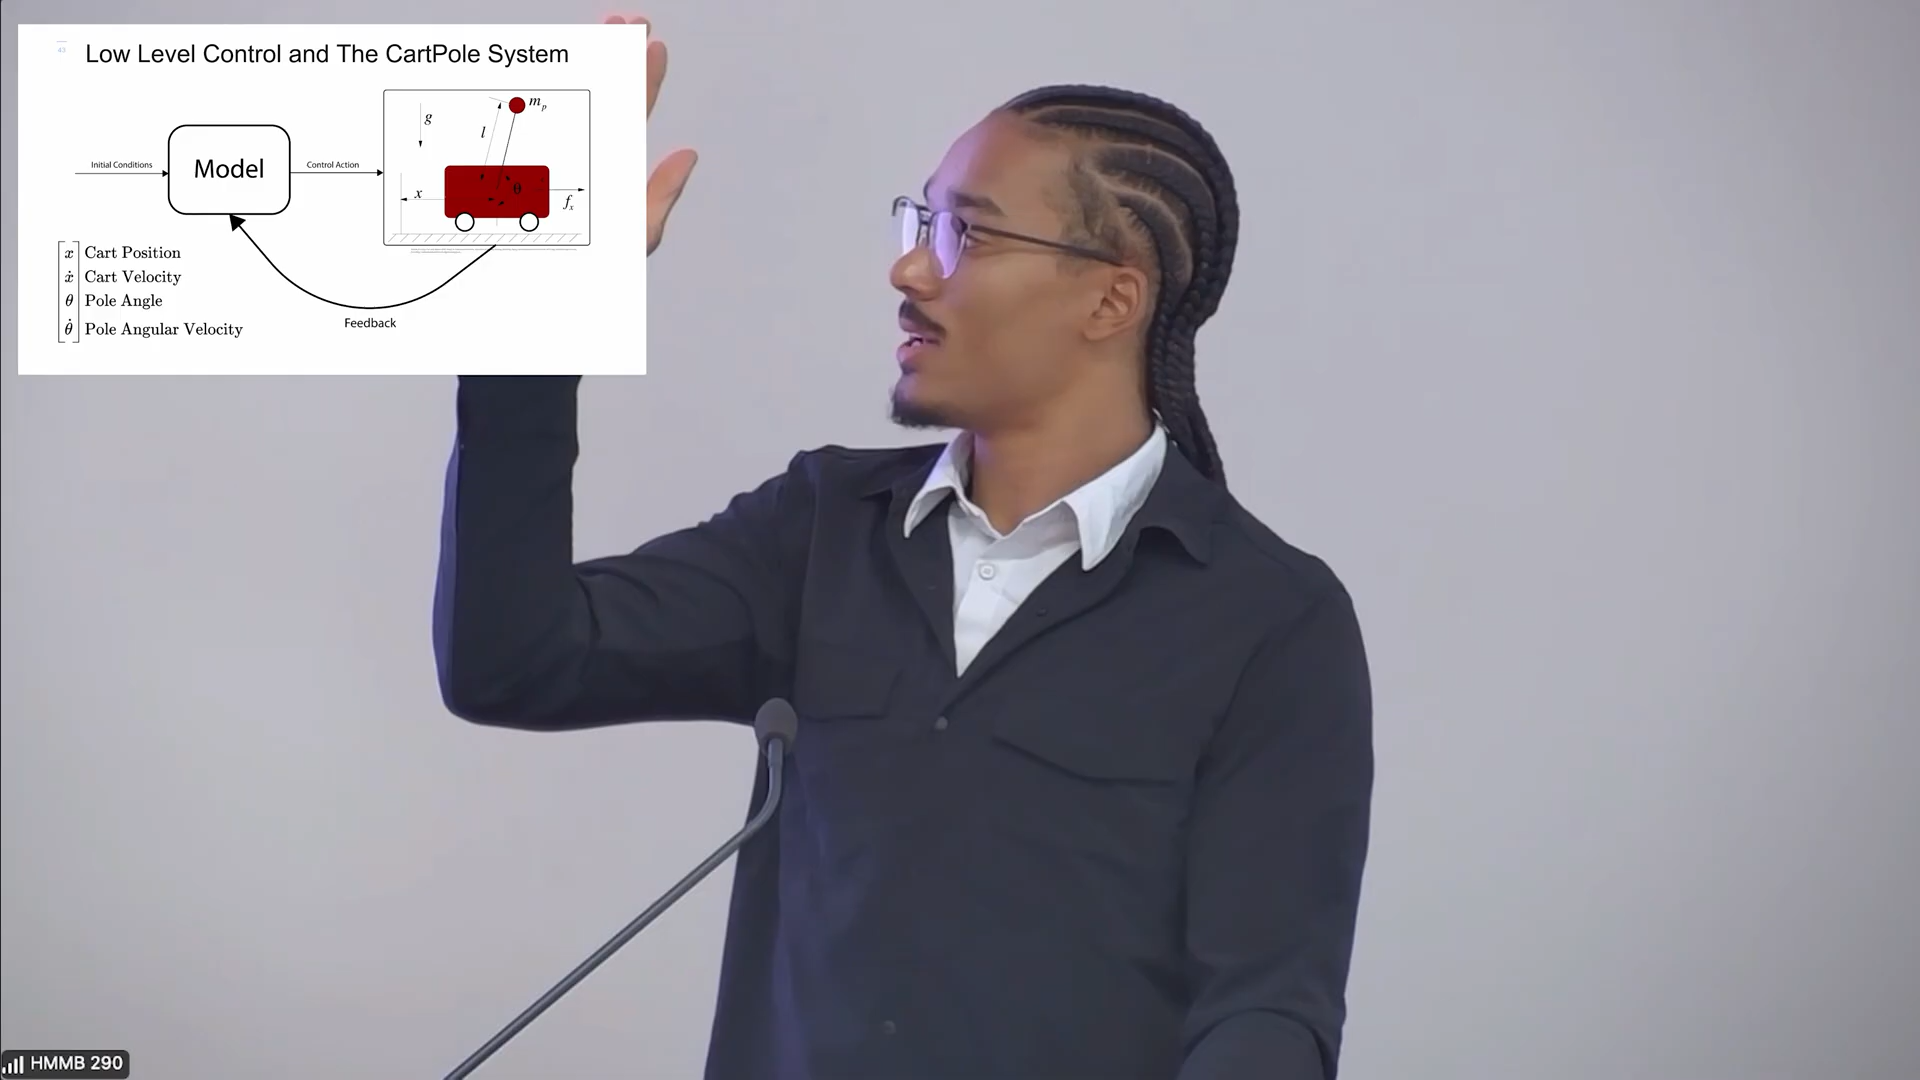 43
Low Level Control and The CartPole System
Initial Conditions
Model
Control Action
g
l
m_p
x
θ
f_x
x Cart Position
ẋ Cart Velocity
θ Pole Angle
θ̇ Pole Angular Velocity
Feedback
HMMB 290